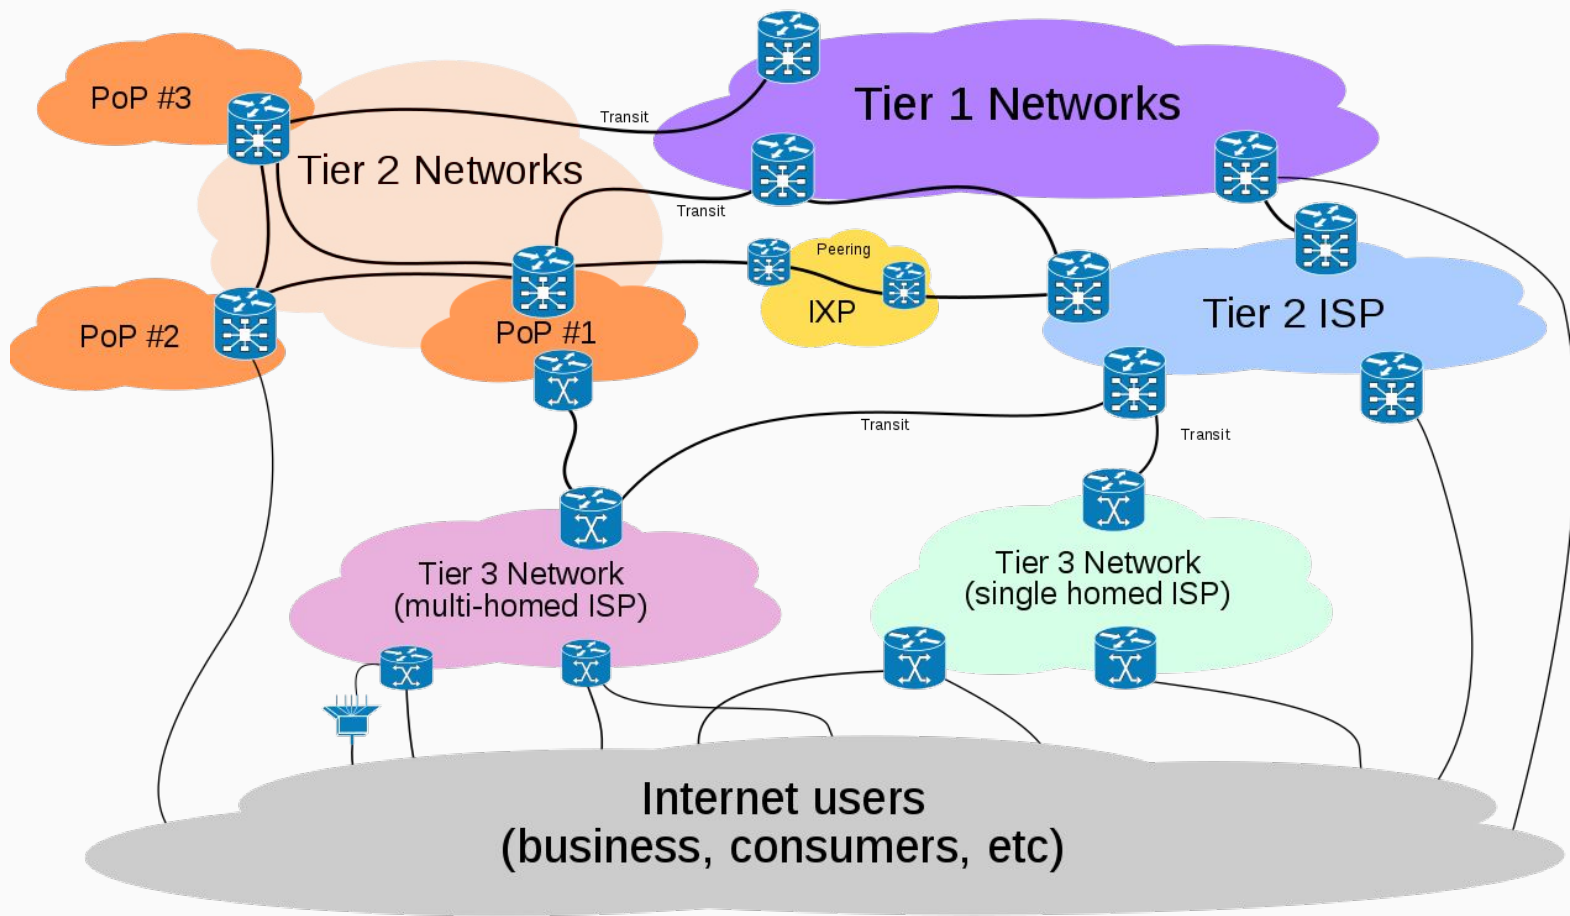 PoP #3
Transit
Tier 1 Networks
Tier 2 Networks
Transit
Peering
IXP
Tier 2 ISP
PoP #2
PoP #1
Transit
Transit
Tier 3 Network
(multi-homed ISP)
Tier 3 Network
(single homed ISP)
Internet users
(business, consumers, etc)